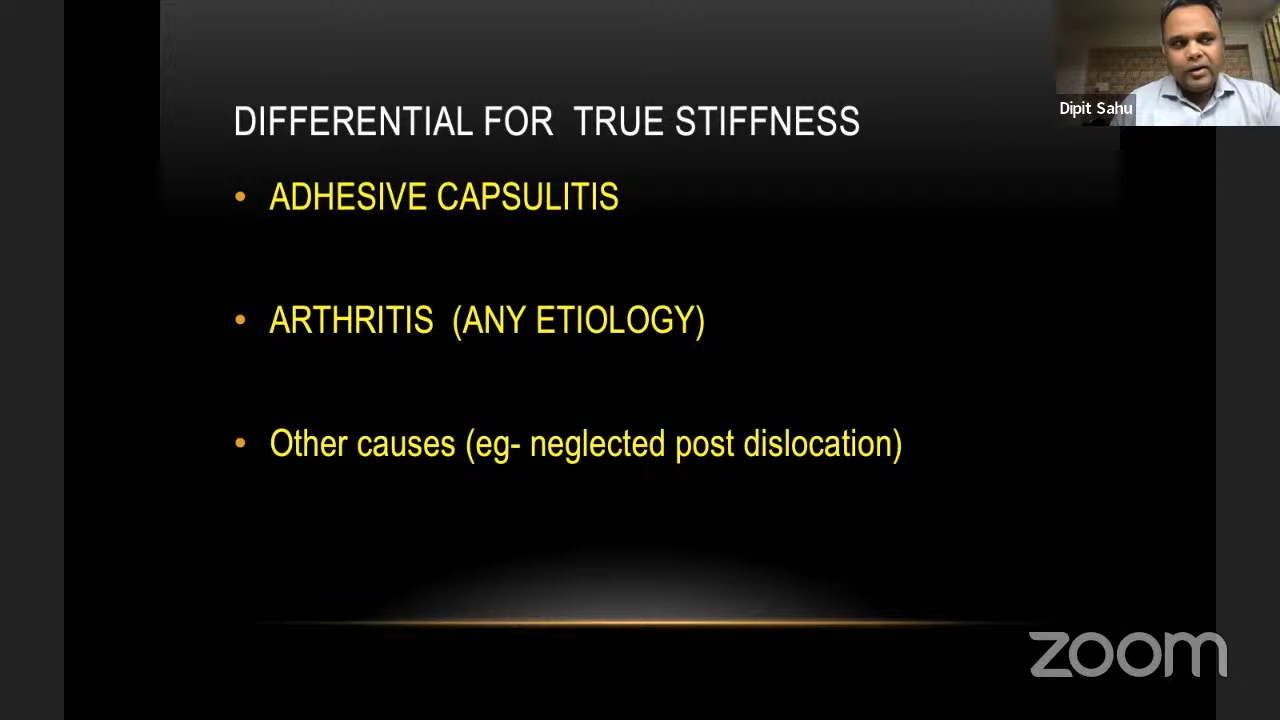 DIFFERENTIAL FOR TRUE STIFFNESS
Dipit Sahu
• ADHESIVE CAPSULITIS
• ARTHRITIS (ANY ETIOLOGY)
• Other causes (eg- neglected post dislocation)
zoom